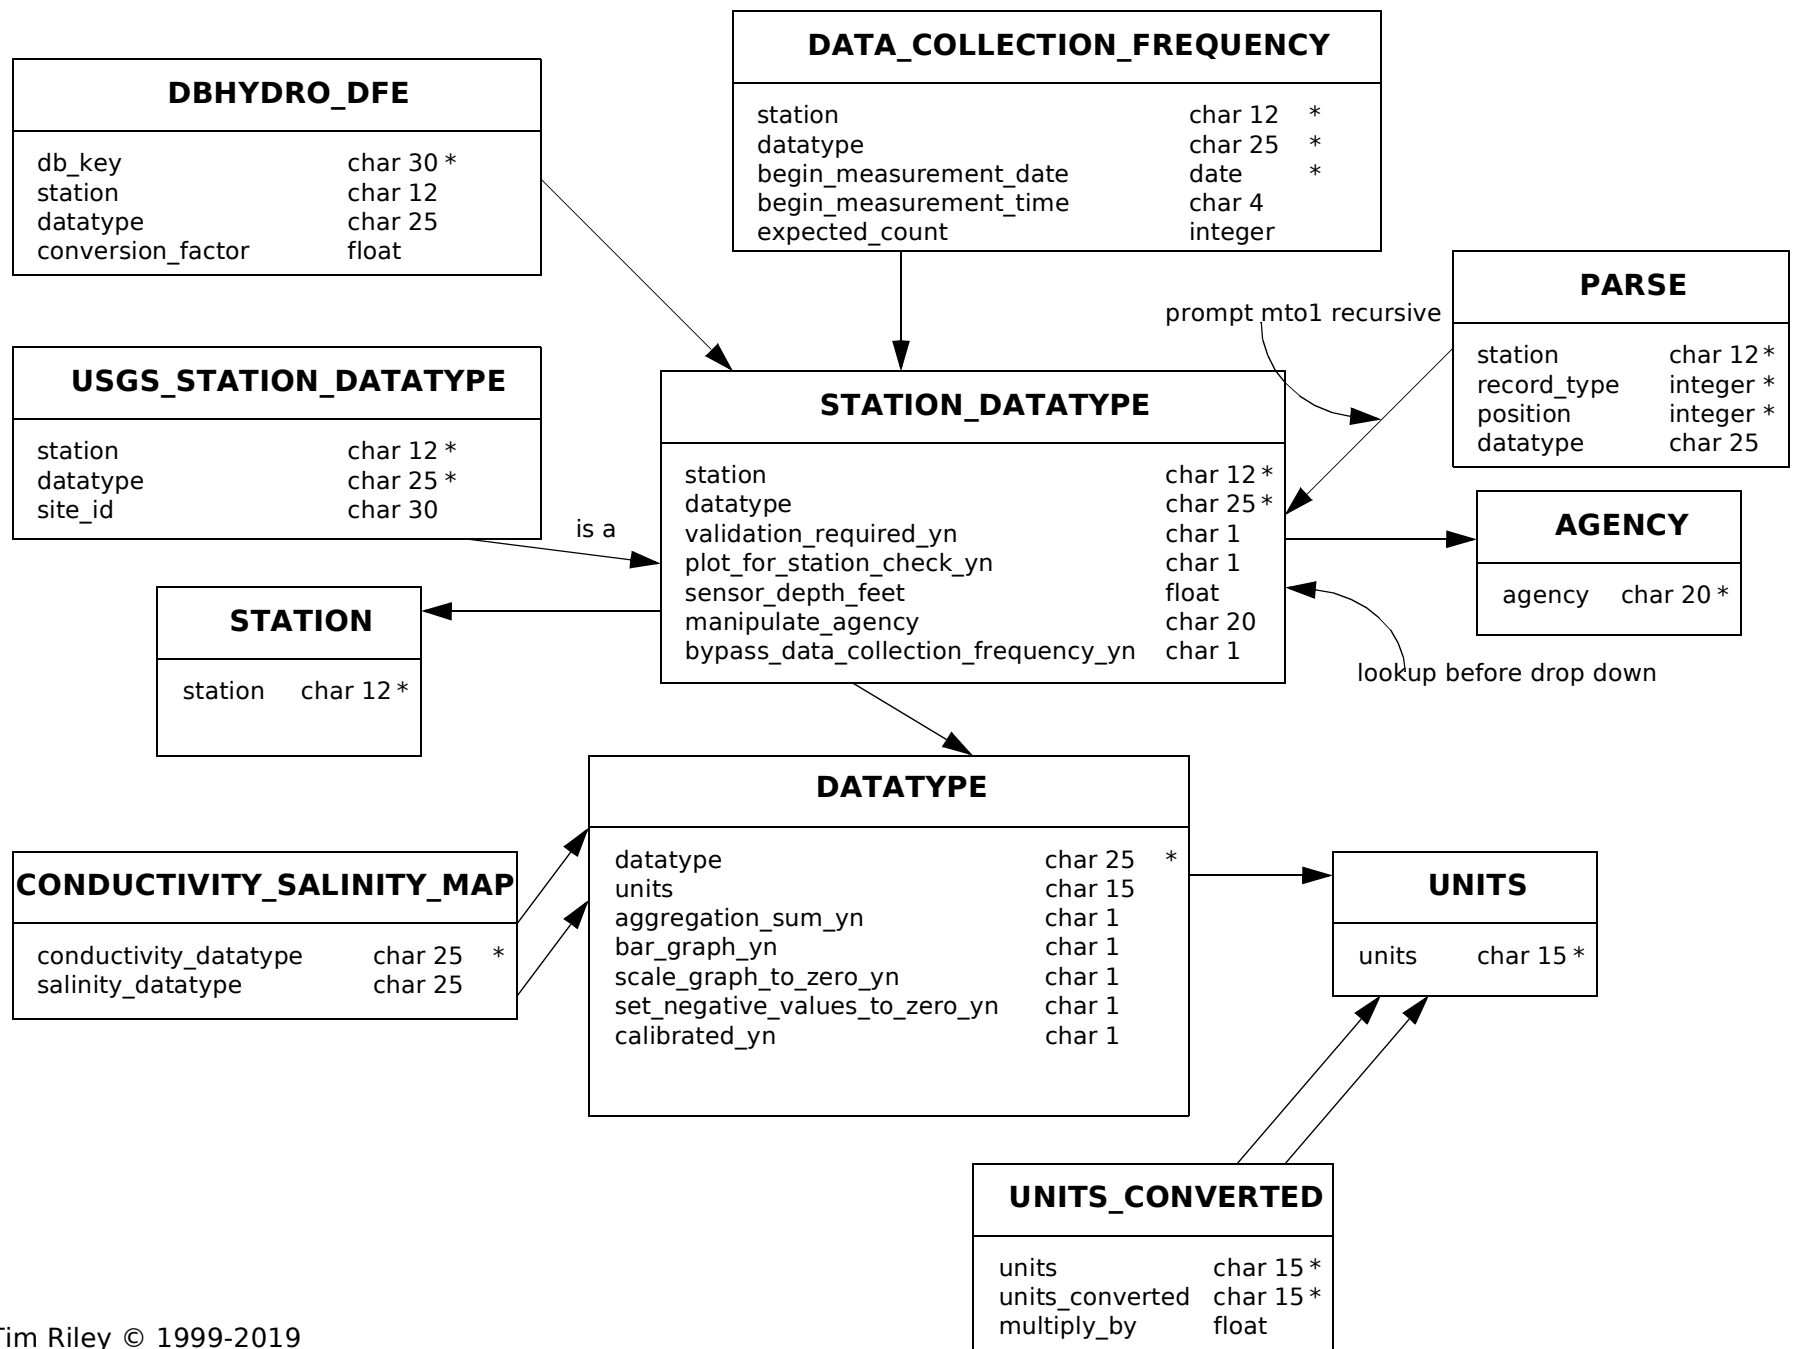 DATA_COLLECTION_FREQUENCY
station char 12 *
datatype char 25 *
begin_measurement_date date *
begin_measurement_time char 4
expected_count integer
DBHYDRO_DFE
db_key char 30 *
station char 12
datatype char 25
conversion_factor float
PARSE
station char 12 *
record_type integer *
position integer *
datatype char 25
prompt mto1 recursive
USGS_STATION_DATATYPE
station char 12 *
datatype char 25 *
site_id char 30
is a
STATION_DATATYPE
station char 12 *
datatype char 25 *
validation_required_yn char 1
plot_for_station_check_yn char 1
sensor_depth_feet float
manipulate_agency char 20
bypass_data_collection_frequency_yn char 1
AGENCY
agency char 20 *
lookup before drop down
STATION
station char 12 *
DATATYPE
datatype char 25 *
units char 15
aggregation_sum_yn char 1
bar_graph_yn char 1
scale_graph_to_zero_yn char 1
set_negative_values_to_zero_yn char 1
calibrated_yn char 1
CONDUCTIVITY_SALINITY_MAP
conductivity_datatype char 25 *
salinity_datatype char 25
UNITS
units char 15 *
UNITS_CONVERTED
units char 15 *
units_converted char 15 *
multiply_by float
Tim Riley © 1999-2019